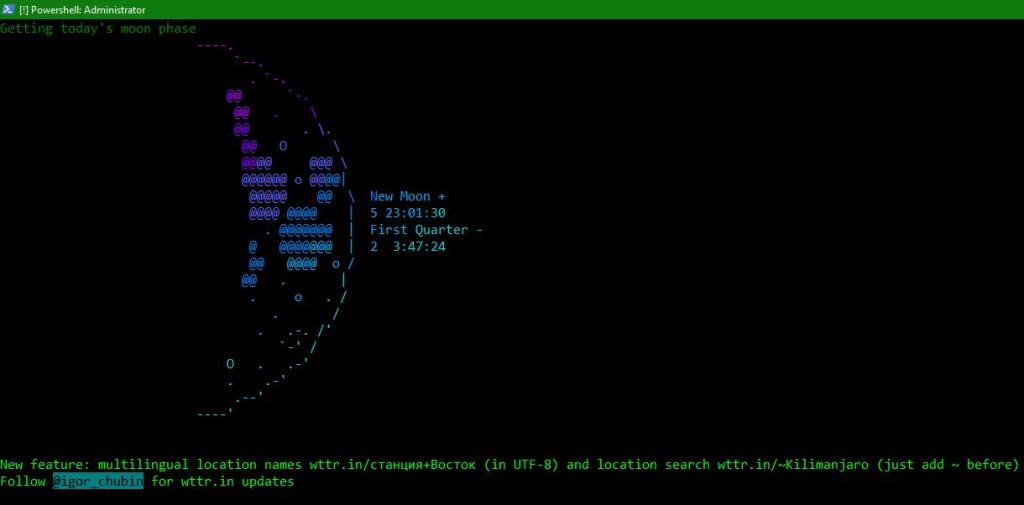 [!] Powershell: Administrator
Getting today's moon phase
New Moon +
5 23:01:30
First Quarter -
2  3:47:24
New feature: multilingual location names wttr.in/станция+Восток (in UTF-8) and location search wttr.in/~Kilimanjaro (just add ~ before)
Follow @igor_chubin for wttr.in updates